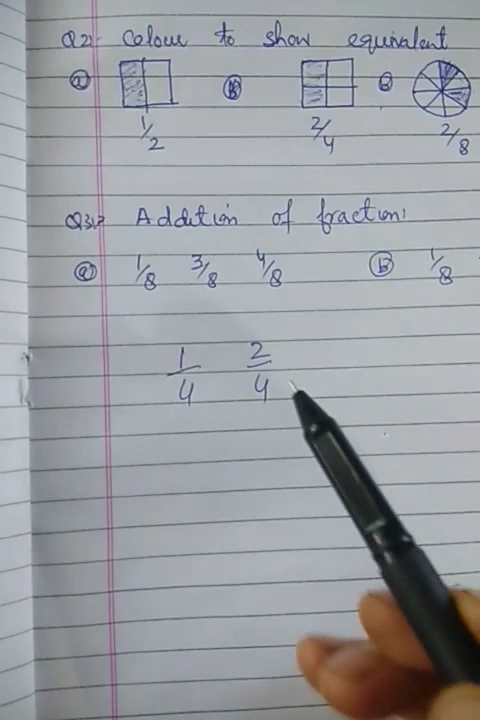 Q2 Colour to show equivalent
(a) (B) (c)
1/2 2/4 2/8
Q3 Addition of fraction:
(a) 1/8 3/8 4/8 (b) 1/8
1/4 2/4